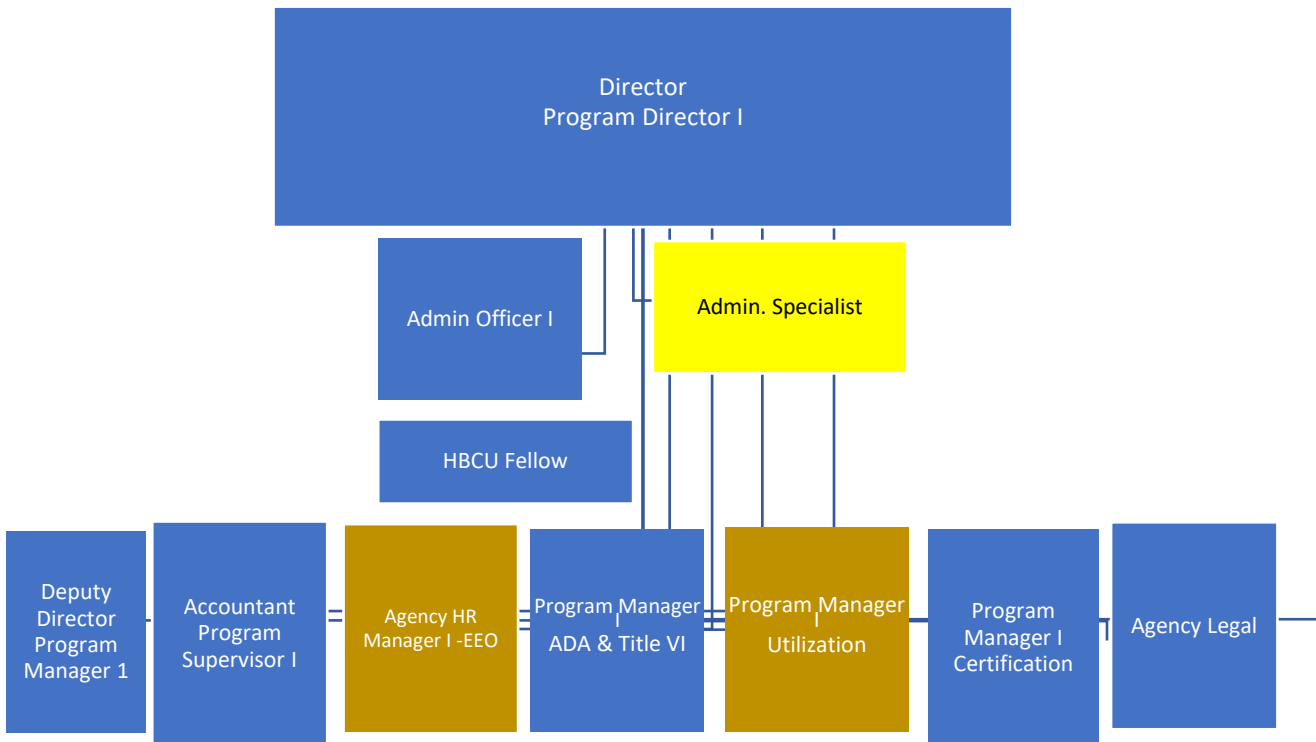 Director
Program Director I
Admin Officer I
Admin. Specialist
HBCU Fellow
Deputy
Director
Program
Manager 1
Accountant
Program
Supervisor I
Agency HR
Manager I -EEO
Program Manager
I
ADA & Title VI
Program Manager
I
Utilization
Program
Manager I
Certification
Agency Legal